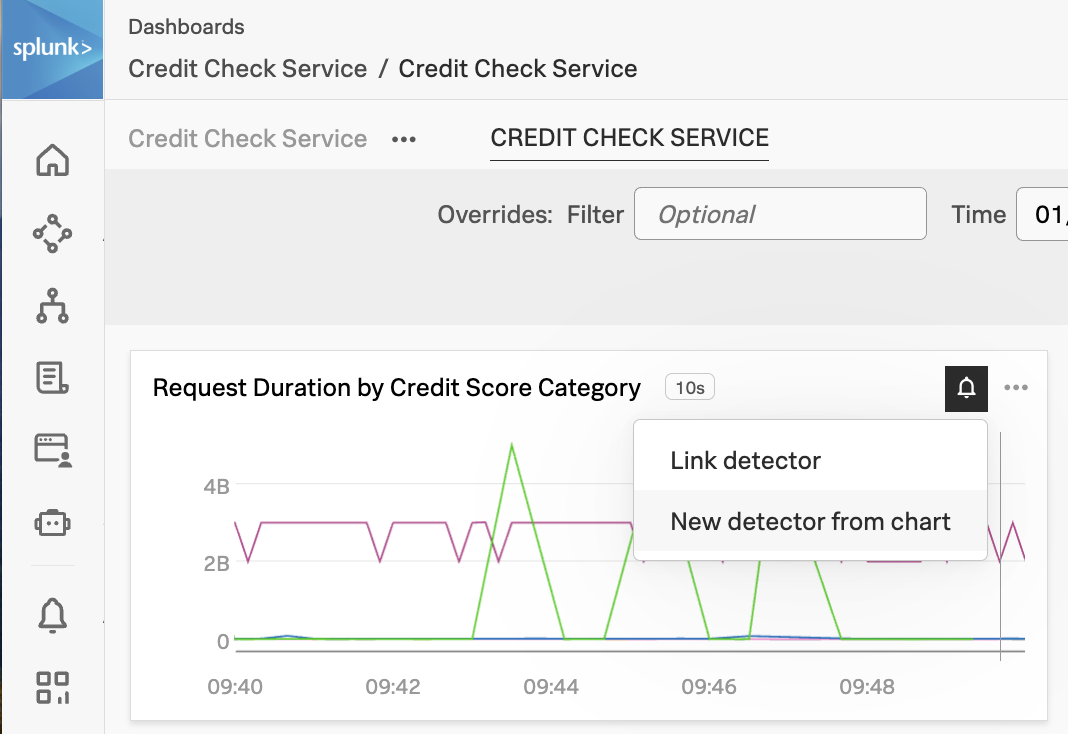 splunk>
Dashboards
Credit Check Service / Credit Check Service
Credit Check Service ••• CREDIT CHECK SERVICE
Overrides: Filter Optional Time 01/
Request Duration by Credit Score Category 10s
Link detector
New detector from chart
4B
2B
0
09:40 09:42 09:44 09:46 09:48